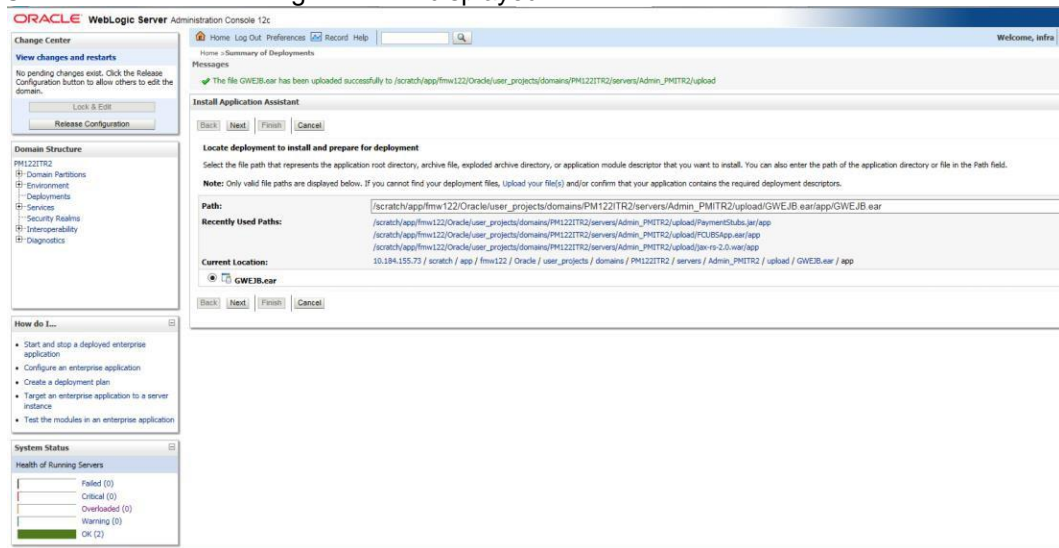 ORACLE WebLogic Server Administration Console 12c
Change Center
View changes and restarts
No pending changes exist. Click the Release
Configuration button to allow others to edit the
domain.
Lock & Edit
Release Configuration
Domain Structure
PM122ITR2
Domain Partitions
Environment
Deployments
Services
Security Realms
Interoperability
Diagnostics
How do I...
Start and stop a deployed enterprise
application
Configure an enterprise application
Create a deployment plan
Target an enterprise application to a server
instance
Test the modules in an enterprise application
System Status
Health of Running Servers
Failed (0)
Critical (0)
Overloaded (0)
Warning (0)
OK (2)
Home Log Out Preferences Record Help
Welcome, infra
Home >Summary of Deployments
Messages
The file GWEJB.ear has been uploaded successfully to /scratch/app/fmw122/Oracle/user_projects/domains/PM122ITR2/servers/Admin_PMITR2/upload
Install Application Assistant
Back Next Finish Cancel
Locate deployment to install and prepare for deployment
Select the file path that represents the application root directory, archive file, exploded archive directory, or application module descriptor that you want to install. You can also enter the path of the application directory or file in the Path field.
Note: Only valid file paths are displayed below. If you cannot find your deployment files, Upload your file(s) and/or confirm that your application contains the required deployment descriptors.
Path: /scratch/app/fmw122/Oracle/user_projects/domains/PM122ITR2/servers/Admin_PMITR2/upload/GWEJB.ear/app/GWEJB.ear
Recently Used Paths: /scratch/app/fmw122/Oracle/user_projects/domains/PM122ITR2/servers/Admin_PMITR2/upload/PaymentStubs.jar/app
/scratch/app/fmw122/Oracle/user_projects/domains/PM122ITR2/servers/Admin_PMITR2/upload/FCUBSApp.ear/app
/scratch/app/fmw122/Oracle/user_projects/domains/PM122ITR2/servers/Admin_PMITR2/upload/jax-rs-2.0.war/app
Current Location: 10.184.155.73 / scratch / app / fmw122 / Oracle / user_projects / domains / PM122ITR2 / servers / Admin_PMITR2 / upload / GWEJB.ear / app
GWEJB.ear
Back Next Finish Cancel